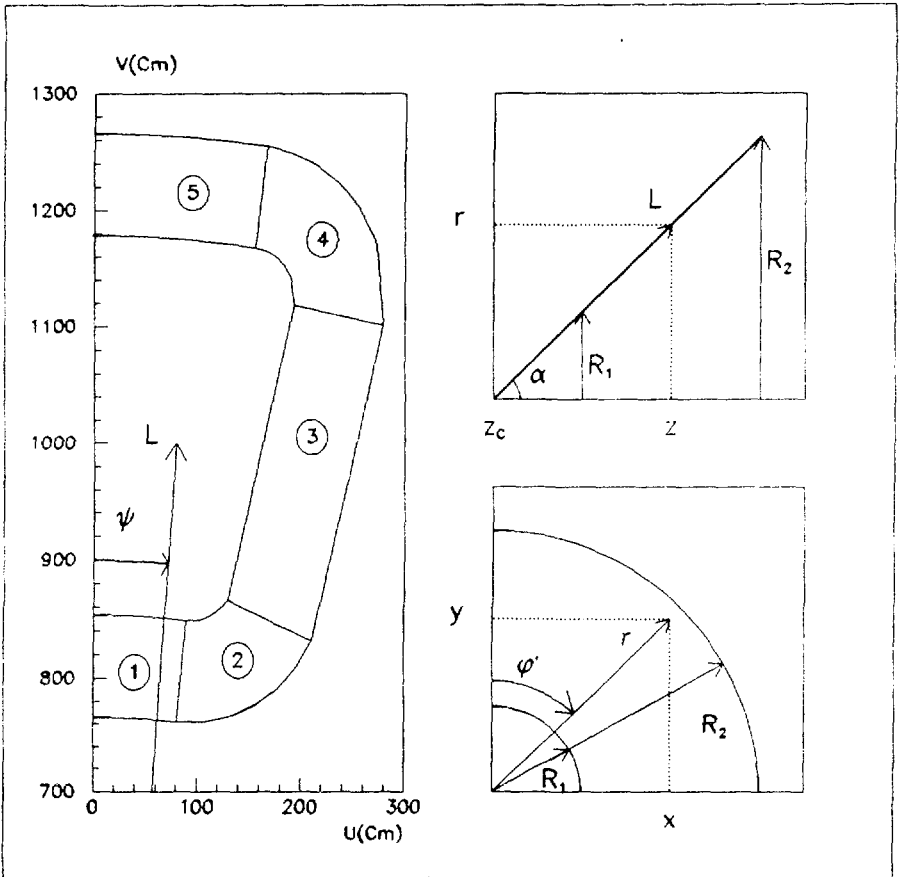 V(Cm)
1300
1200
1100
1000
900
800
700
0
100
200
300
U(Cm)
5
4
3
2
1
L
ψ
r
L
R₂
R₁
α
Z_c
Z
y
φ'
r
R₂
R₁
x